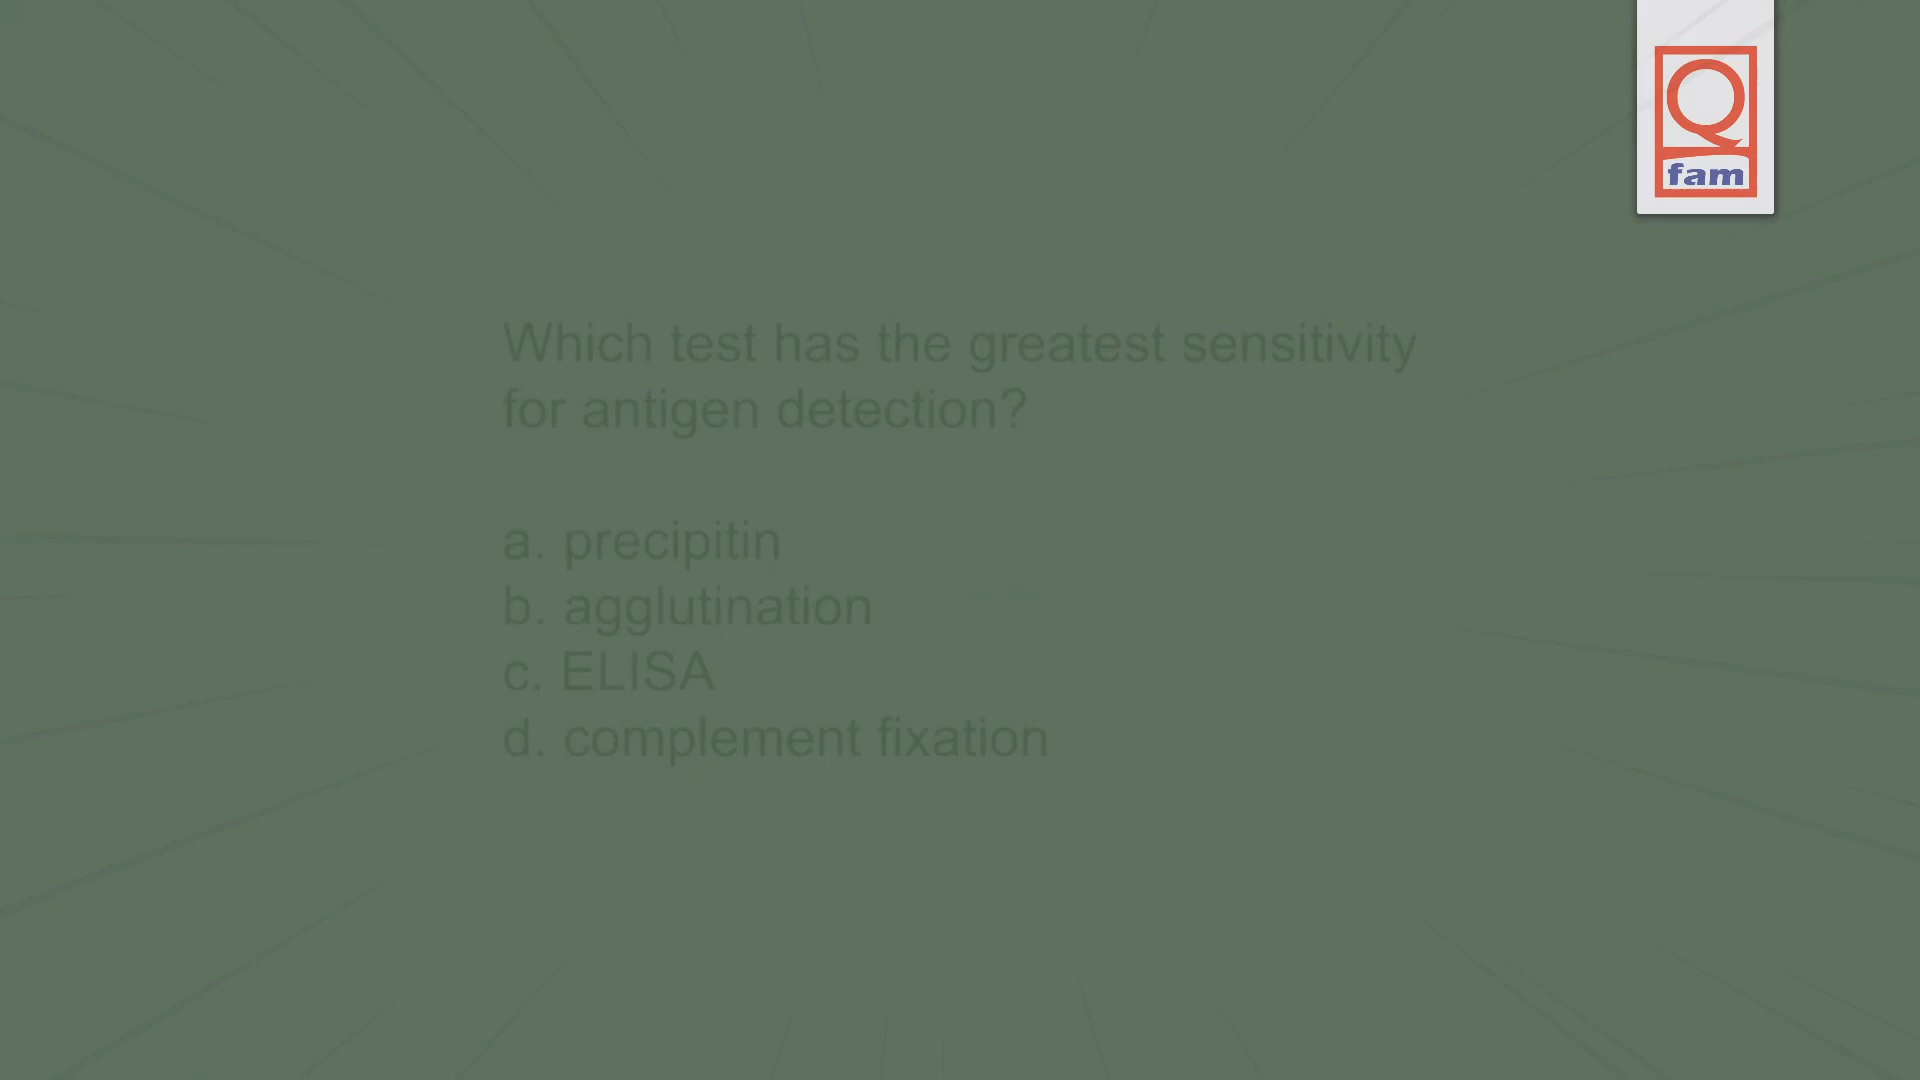 Q
fam
Which test has the greatest sensitivity
for antigen detection?
a. precipitin
b. agglutination
c. ELISA
d. complement fixation